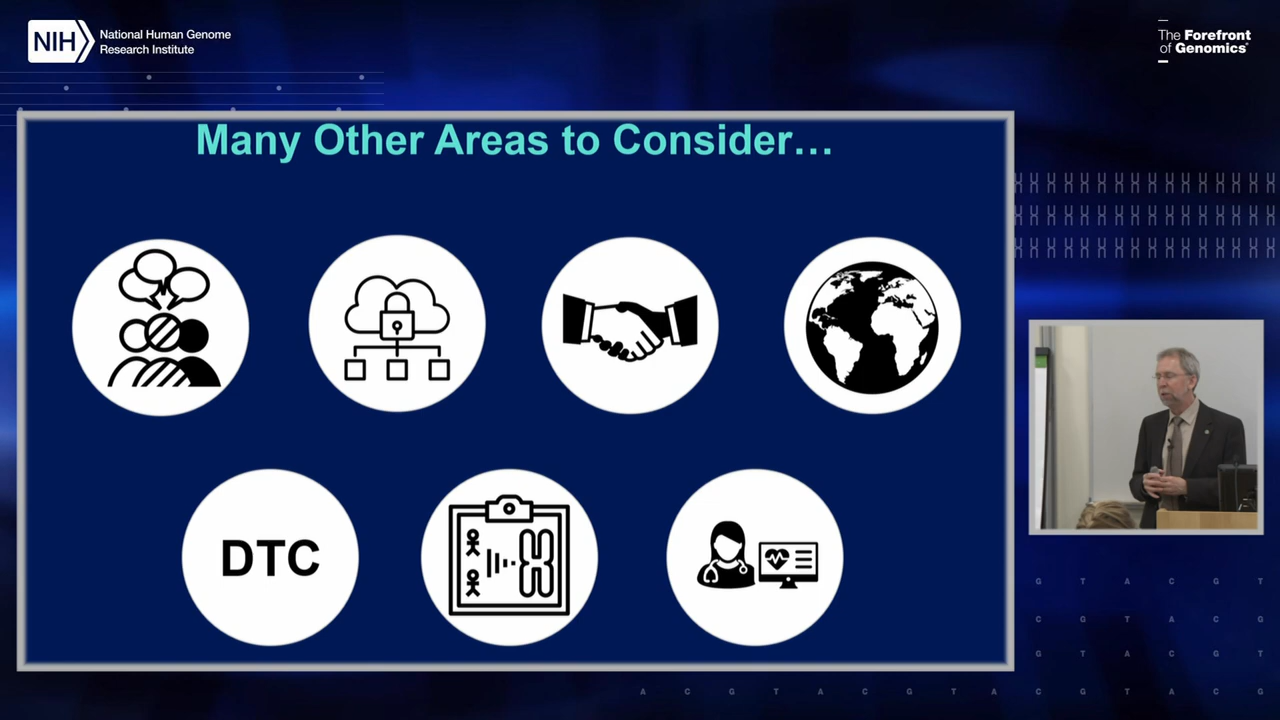 NIH
National Human Genome
Research Institute
The Forefront
of Genomics®
Many Other Areas to Consider...
DTC
G T A C G T
C G T A C G
G T A C G T
A C G T A C G T A C G T A C G